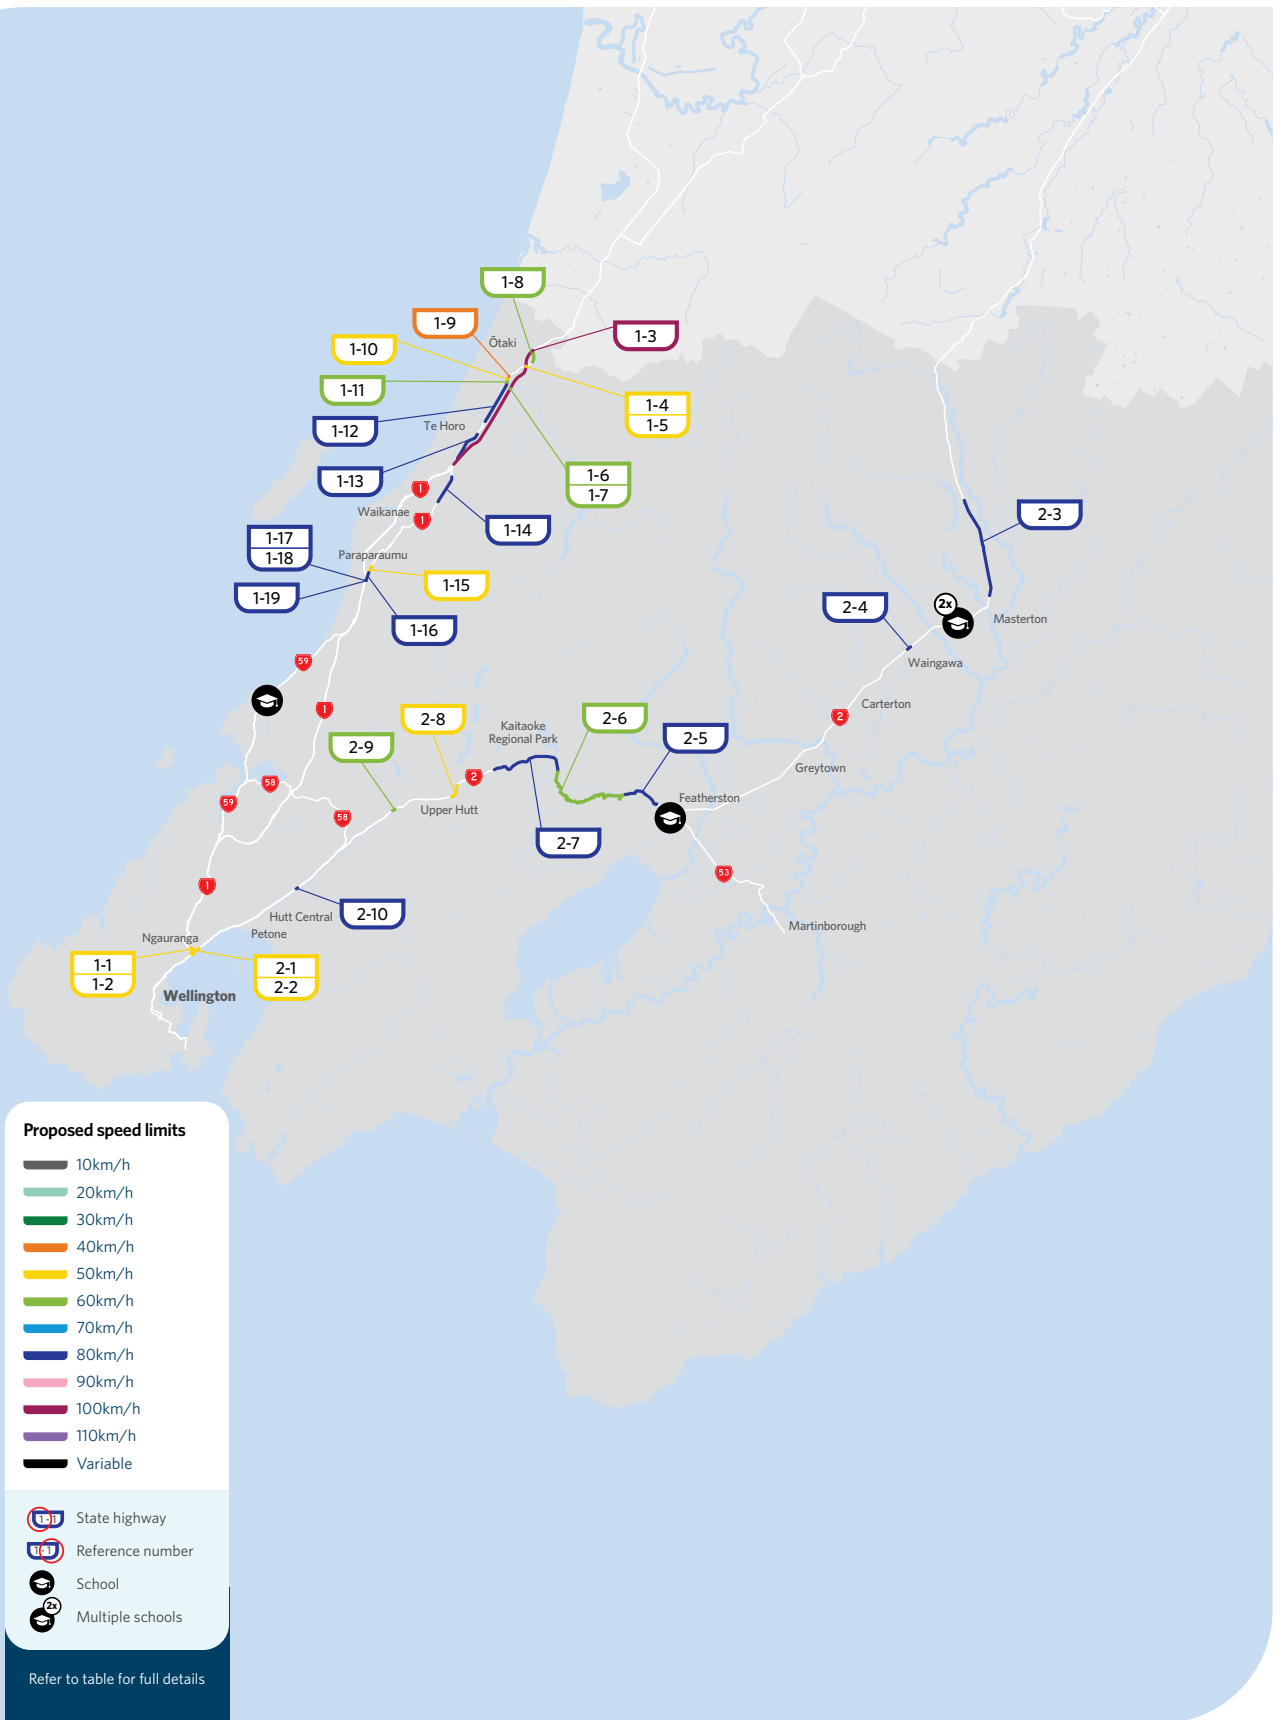 1-8
1-9
1-3
Ōtaki
1-10
1-11
1-4
1-5
1-12
Te Horo
1-13
1-6
1-7
1
Waikanae
1
1-14
2-3
1-17
1-18
Paraparaumu
1-15
1-19
1-16
2-4
2x
Masterton
59
Waingawa
1
Carterton
2-8
2-6
2
Kaitaoke
Regional Park
2-5
2-9
Greytown
2
58
59
Upper Hutt
Featherston
58
2-7
53
1
Hutt Central
2-10
Martinborough
Ngauranga
Petone
1-1
1-2
2-1
2-2
Wellington
Proposed speed limits
10km/h
20km/h
30km/h
40km/h
50km/h
60km/h
70km/h
80km/h
90km/h
100km/h
110km/h
Variable
1-1 State highway
1-1 Reference number
School
2x
Multiple schools
Refer to table for full details